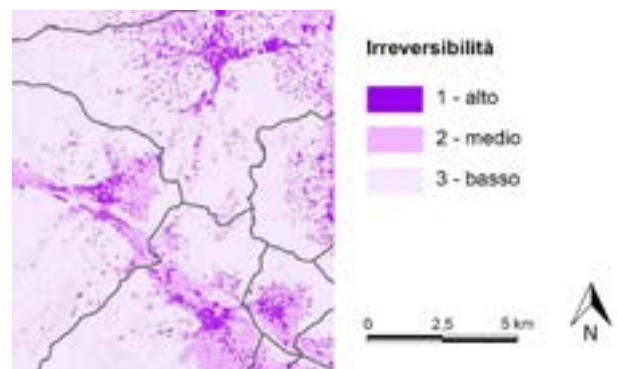 Irreversibilità
1 - alto
2 - medio
3 - basso
0 2,5 5 km
N